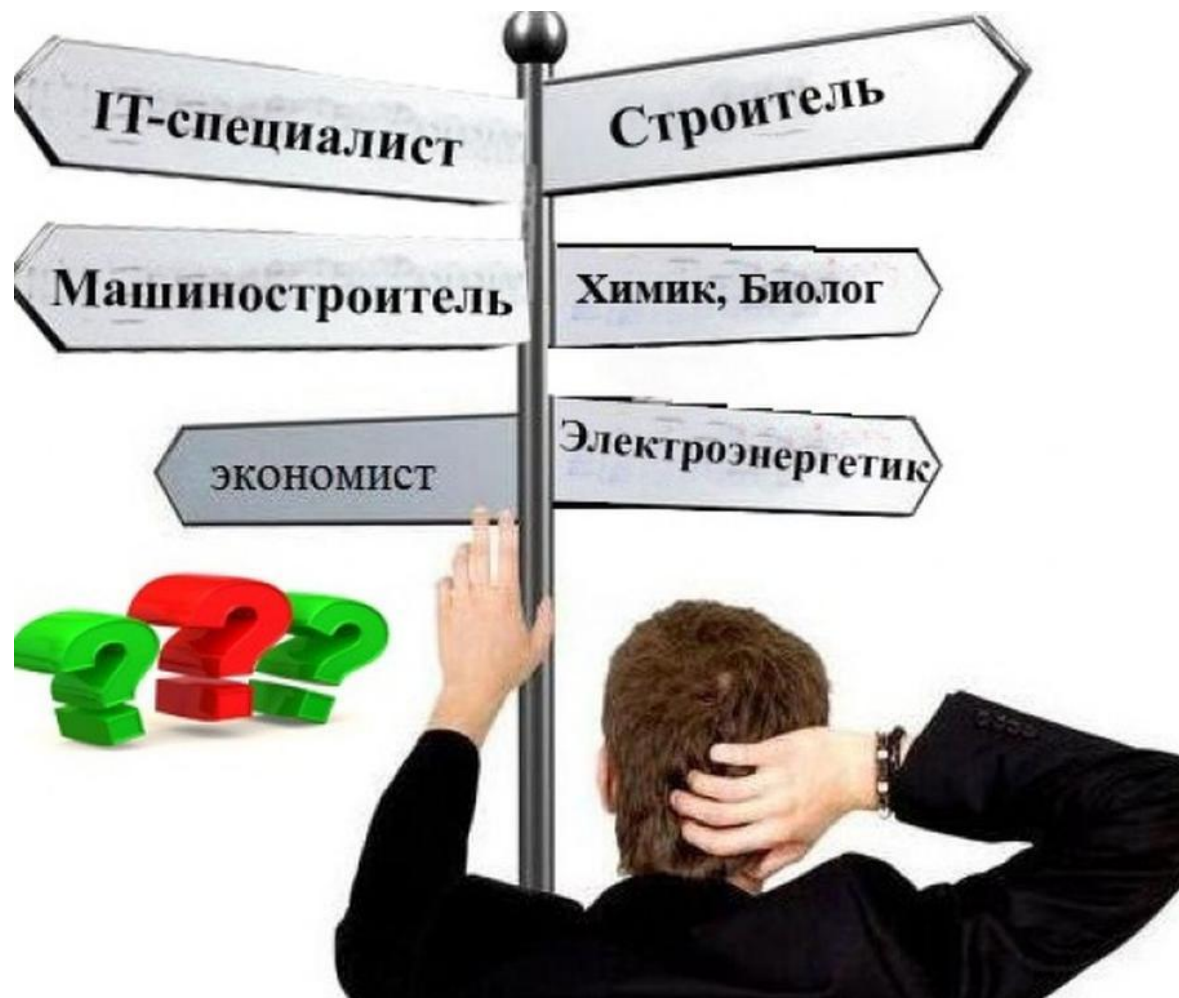 IT-специалист
Строитель
Машиностроитель
Химик, Биолог
экономист
Электроэнергетик